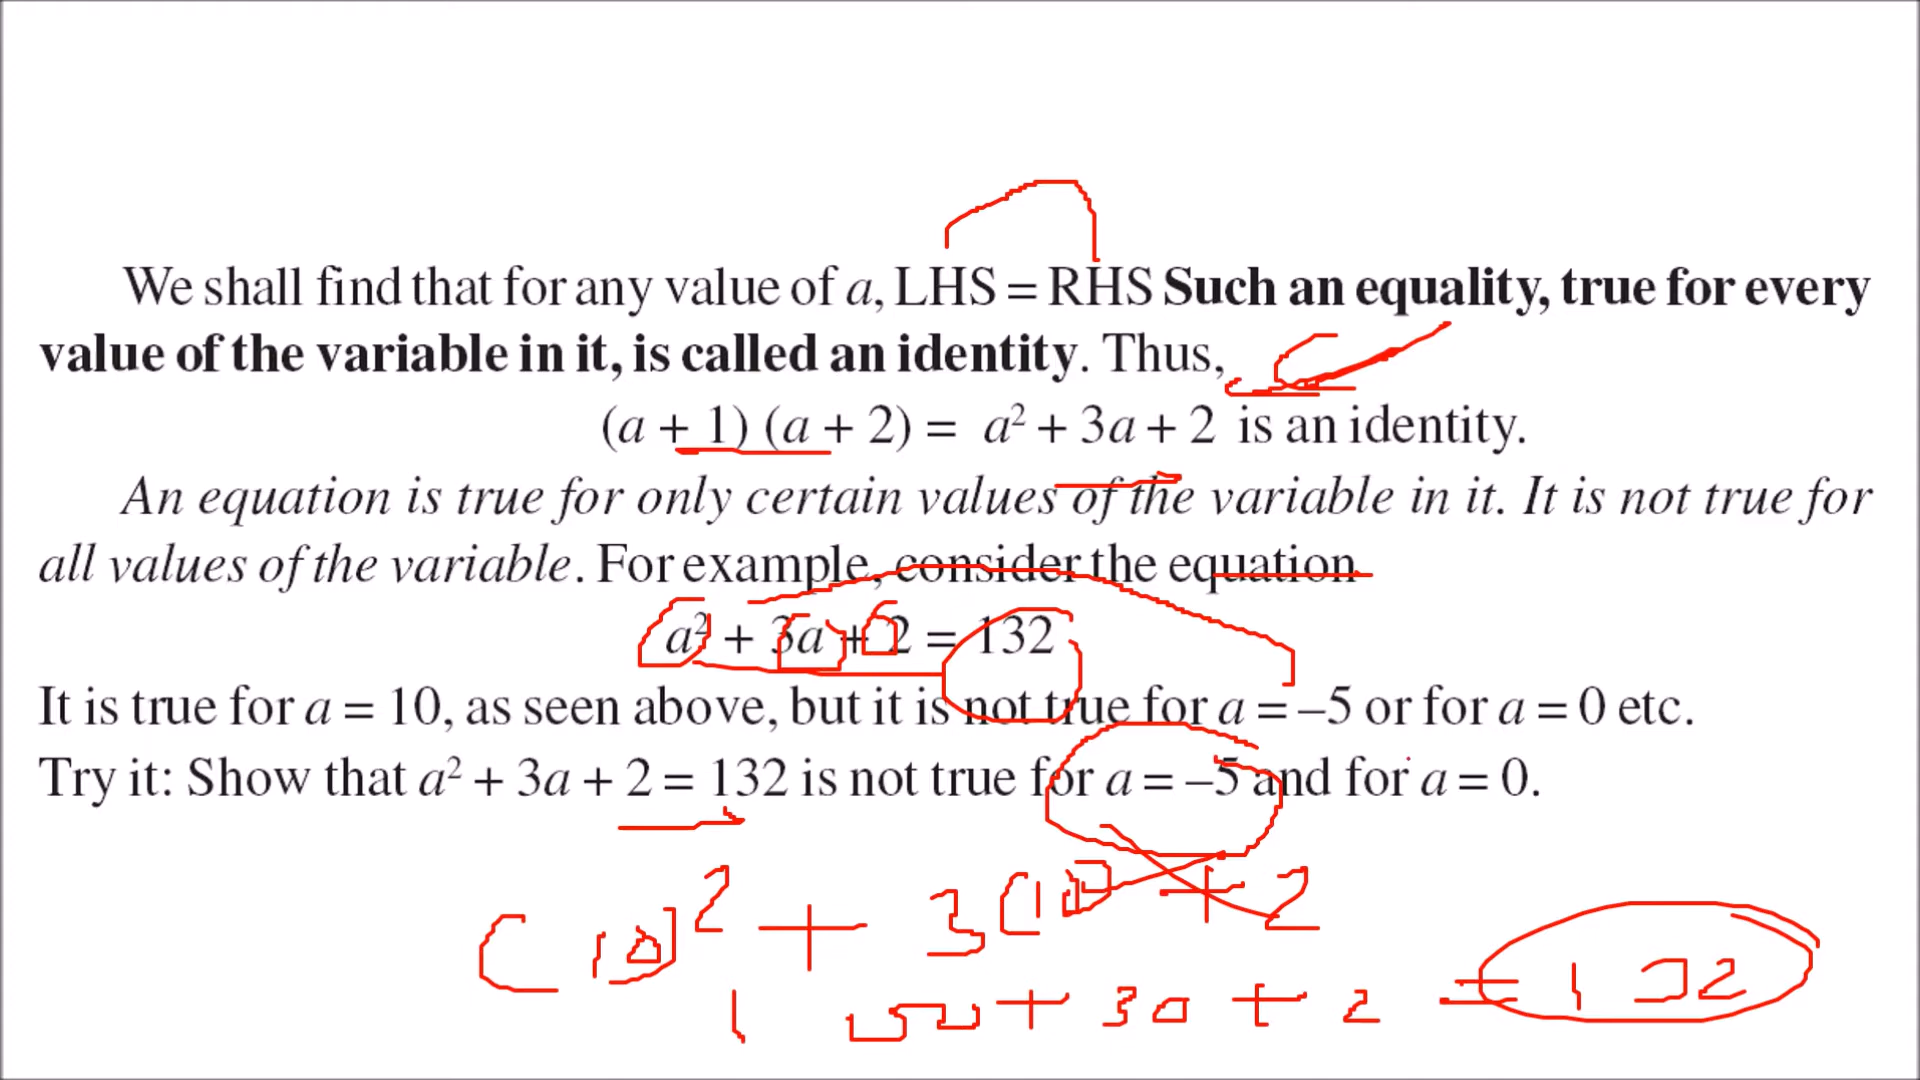 We shall find that for any value of a, LHS = RHS Such an equality, true for every
value of the variable in it, is called an identity. Thus,
(a + 1) (a + 2) = a² + 3a + 2 is an identity.
An equation is true for only certain values of the variable in it. It is not true for
all values of the variable. For example, consider the equation
a² + 3a + 2 = 132
It is true for a = 10, as seen above, but it is not true for a = –5 or for a = 0 etc.
Try it: Show that a² + 3a + 2 = 132 is not true for a = –5 and for a = 0.
(10)² + 3(10) + 2
100 + 30 + 2 = 132